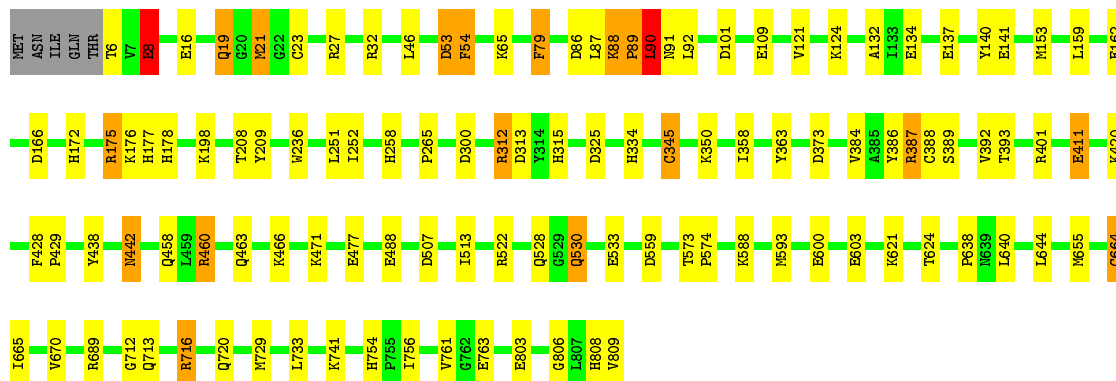 MET ASN ILE GLN THR T6 V7 E8 E16 Q19 G20 M21 G22 C23 R27 R32 L46 D53 F54 K65 F79 D86 L87 K88 P89 L90 N91 L92 D101 E109 V121 K124 A132 I133 E134 E137 Y140 E141 M153 L159
D166 H172 R175 K176 H177 H178 K198 T208 Y209 W236 L251 I252 H258 P265 D300 R312 D313 Y314 H315 D325 H334 C345 K350 I358 Y363 D373 V384 A385 Y386 R387 C388 S389 V392 T393 R401 E411
F428 P429 Y438 N442 Q458 L459 R460 Q463 K466 K471 E477 E488 D507 I513 R522 Q528 G529 Q530 E533 D559 T573 P574 K588 M593 E600 E603 K621 T624 P638 N639 L640 L644 M655
I665 V670 R689 G712 Q713 R716 Q720 M729 L733 K741 H754 P755 I756 V761 G762 E763 E803 G806 L807 H808 V809